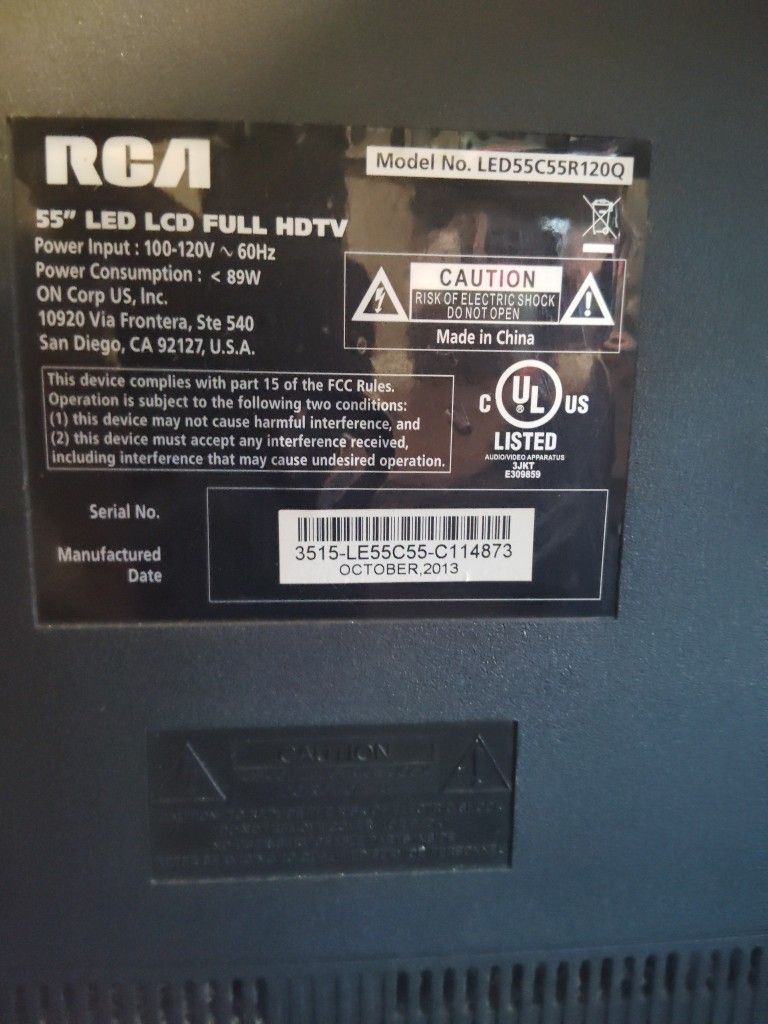 RCA
Model No. LED55C55R120Q
55" LED LCD FULL HDTV
Power Input : 100-120V ~ 60Hz
Power Consumption : < 89W
ON Corp US, Inc.
10920 Via Frontera, Ste 540
San Diego, CA 92127, U.S.A.
CAUTION
RISK OF ELECTRIC SHOCK
DO NOT OPEN
Made in China
This device complies with part 15 of the FCC Rules.
Operation is subject to the following two conditions:
(1) this device may not cause harmful interference, and
(2) this device must accept any interference received,
including interference that may cause undesired operation.
C UL ® US
LISTED
AUDIO/VIDEO APPARATUS
3JKT
E309859
Serial No.
Manufactured
Date
3515-LE55C55-C114873
OCTOBER,2013
CAUTION